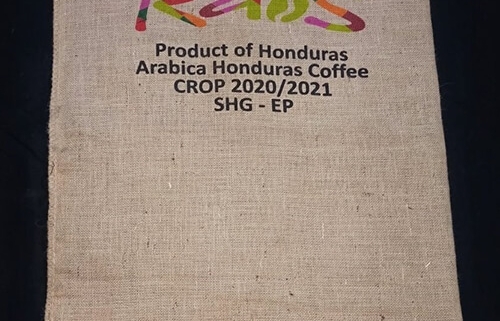 Product of Honduras
Arabica Honduras Coffee
CROP 2020/2021
SHG - EP